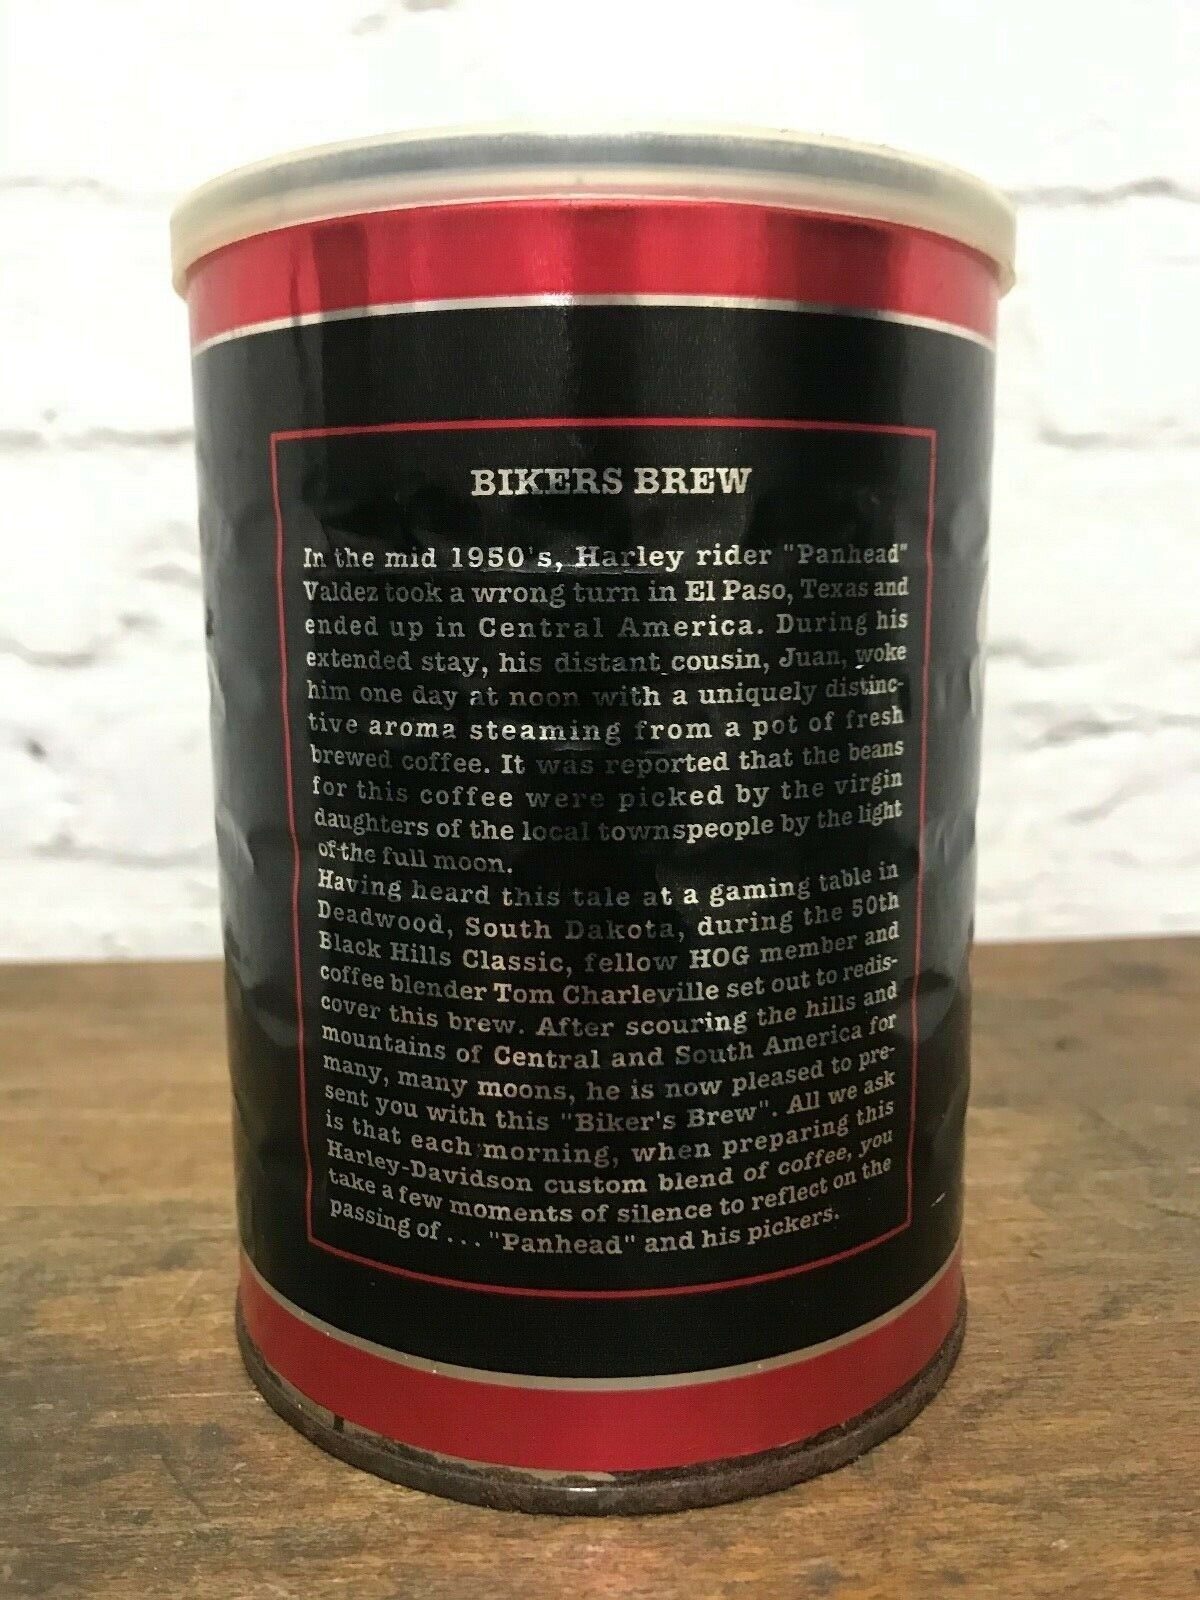 BIKERS BREW
In the mid 1950's, Harley rider "Panhead"
Valdez took a wrong turn in El Paso, Texas and
ended up in Central America. During his
extended stay, his distant cousin, Juan, woke
him one day at noon with a uniquely distinc-
tive aroma steaming from a pot of fresh
brewed coffee. It was reported that the beans
for this coffee were picked by the virgin
daughters of the local townspeople by the light
of the full moon.
Having heard this tale at a gaming table in
Deadwood, South Dakota, during the 50th
Black Hills Classic, fellow HOG member and
coffee blender Tom Charleville set out to redis-
cover this brew. After scouring the hills and
mountains of Central and South America for
many, many moons, he is now pleased to pre-
sent you with this "Biker's Brew". All we ask
is that each morning, when preparing this
Harley-Davidson custom blend of coffee, you
take a few moments of silence to reflect on the
passing of ... "Panhead" and his pickers.